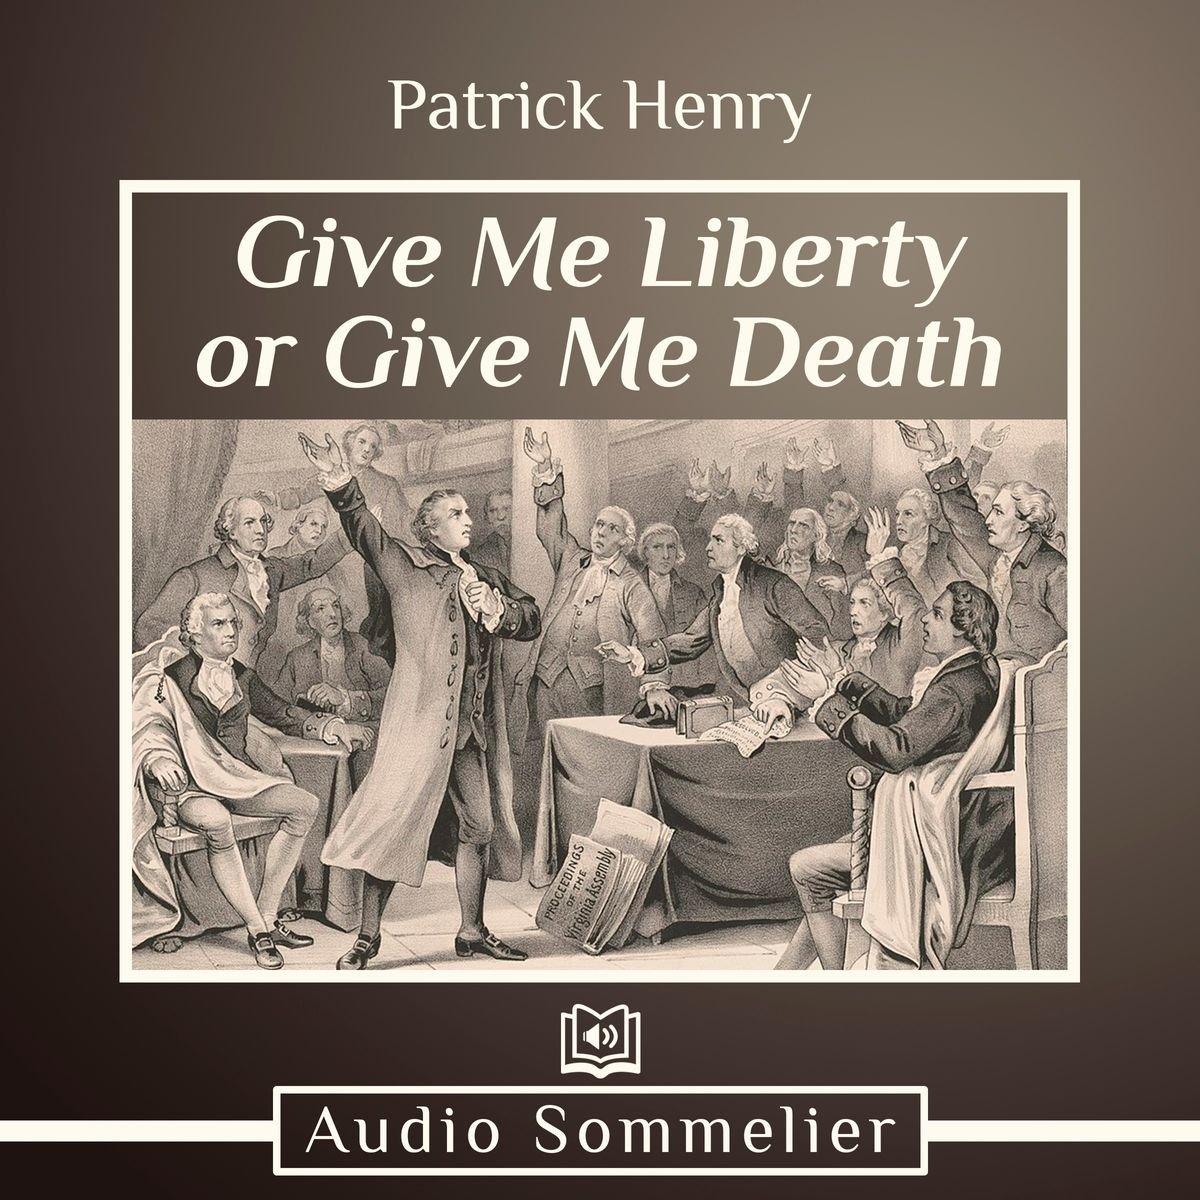 Patrick Henry
Give Me Liberty
or Give Me Death
PROCEEDINGS
OF THE
Virginia Assembly
Audio Sommelier